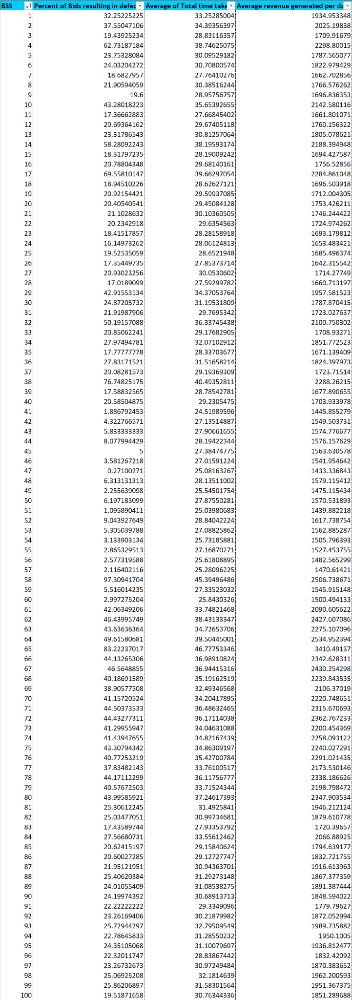 BSS Percent of Bids resulting in defec Average of Total time take Average revenue generated per da
1 32.25225225 33.25285004 1934.953348
2 37.55047106 34.39356397 2025.19838
3 19.43925234 28.83116357 1709.91679
4 62.73187184 38.74625075 2298.80015
5 23.75328084 30.09529182 1787.565077
6 24.03204272 30.70800574 1822.979429
7 18.6827957 27.76410276 1662.702856
8 21.90594059 30.38516244 1766.576262
9 19.6 28.95756757 1696.836353
10 43.28018223 35.65392655 2142.580116
11 17.36662883 27.66845402 1661.801071
12 20.69364162 29.67405118 1760.156322
13 23.31786543 30.81257064 1805.078621
14 58.28092243 38.19593174 2188.394948
15 18.31797235 28.19009242 1694.427587
16 20.78804348 29.68140161 1756.52856
17 69.55810147 39.66297054 2284.861048
18 18.94510226 28.62627121 1696.503918
19 20.92154421 29.59937085 1712.004305
20 20.40540541 29.45084128 1753.426211
21 21.1028632 30.10360505 1746.244422
22 20.2342918 29.6354563 1724.974262
23 18.41517857 28.28158918 1693.179812
24 16.14973262 28.06124813 1653.483421
25 19.52535059 28.6521948 1685.496374
26 17.35449735 27.85373714 1642.315542
27 20.93023256 30.0530602 1714.27749
28 17.0189099 27.59299782 1660.713197
29 42.91553134 34.37053764 1957.581523
30 24.87205732 31.19531809 1787.870415
31 21.91987906 29.7695342 1723.027637
32 50.19157088 36.33745438 2100.750302
33 20.85062241 29.17682905 1708.93271
34 27.97494781 32.07102912 1851.772523
35 17.77777778 28.33703677 1671.139409
36 27.83171521 31.51658214 1824.397973
37 20.08281573 29.19369309 1723.71514
38 76.74825175 40.49352811 2288.26215
39 17.58832565 28.78542781 1677.890655
40 20.58504875 29.2305475 1703.933978
41 1.886792453 24.51989596 1445.855279
42 4.322766571 27.13514887 1549.503731
43 5.833333333 27.90661655 1574.776677
44 8.077994429 28.19422344 1576.157629
45 5 27.38474775 1563.630578
46 3.581267218 27.01591224 1541.954642
47 0.27100271 25.08163267 1433.336843
48 6.313131313 28.13511002 1579.115412
49 2.255639098 25.54501754 1475.115434
50 6.197183099 27.87550281 1570.531893
51 1.095890411 25.03980683 1439.882218
52 9.043927649 28.84042224 1617.738754
53 5.305039788 27.08825862 1562.885287
54 3.133903134 25.73185881 1505.796393
55 2.865329513 27.16870271 1527.453755
56 2.577319588 25.61808895 1482.565299
57 2.116402116 25.28096225 1470.61421
58 97.30941704 45.39496486 2506.738671
59 5.516014235 27.33523032 1545.915148
60 2.997275204 25.8430326 1500.494133
61 42.06349206 33.74821468 2090.605622
62 46.43995749 38.43133347 2427.607086
63 43.63636364 34.72653706 2275.107096
64 49.61580681 39.50445001 2534.952394
65 83.22237017 46.77753346 3410.49137
66 44.13265306 36.98910824 2342.628311
67 46.5648855 36.94415316 2430.254298
68 40.18691589 35.19162519 2239.843535
69 38.90577508 32.49346568 2106.37019
70 41.15720524 34.20417895 2220.748651
71 44.50373533 36.48632465 2315.670693
72 44.43277311 36.17114038 2362.767233
73 41.29955947 34.04631088 2200.454369
74 41.43947655 34.82167439 2258.093122
75 43.30794342 34.86309197 2240.027291
76 40.77253219 35.42700784 2291.021435
77 37.83482143 33.76100517 2173.530146
78 44.17112299 36.11756777 2338.186626
79 40.57672503 33.71524344 2198.798472
80 43.99585921 37.24617393 2347.903534
81 25.30612245 31.4925841 1946.212124
82 25.03477051 30.99734681 1879.610778
83 17.43589744 27.93353792 1720.39657
84 27.56680731 33.55612462 2066.88925
85 20.62415197 29.15840624 1794.639177
86 20.60027285 29.12727747 1832.721755
87 21.95121951 30.94363701 1916.613963
88 25.40620384 31.29273148 1867.377359
89 24.01055409 31.08538275 1891.387444
90 24.19974392 30.68913713 1848.594022
91 22.22222222 29.3349096 1779.79627
92 23.26169406 30.21879982 1872.052994
93 25.72944297 32.79509549 1989.735882
94 22.78645833 31.28550232 1950.1005
95 24.35105068 31.10079697 1936.812477
96 22.32011747 28.83867442 1832.42092
97 23.26732673 30.97249484 1870.383652
98 25.06925208 32.1814639 1962.200593
99 25.86206897 31.58301564 1951.367375
100 19.51871658 30.76344336 1851.289688